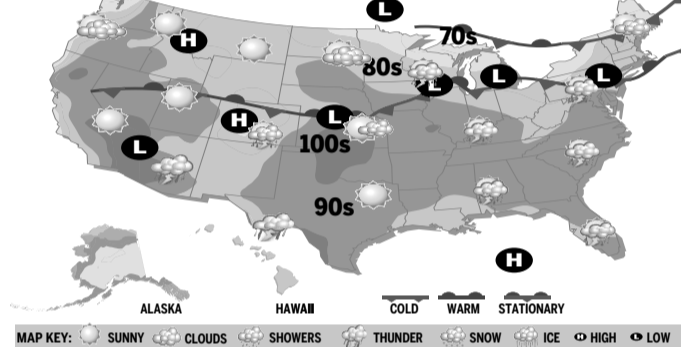 L
70s
H
80s
L
L
L
H
L
100s
L
90s
H
ALASKA HAWAII COLD WARM STATIONARY
MAP KEY: SUNNY CLOUDS SHOWERS THUNDER SNOW ICE H HIGH L LOW